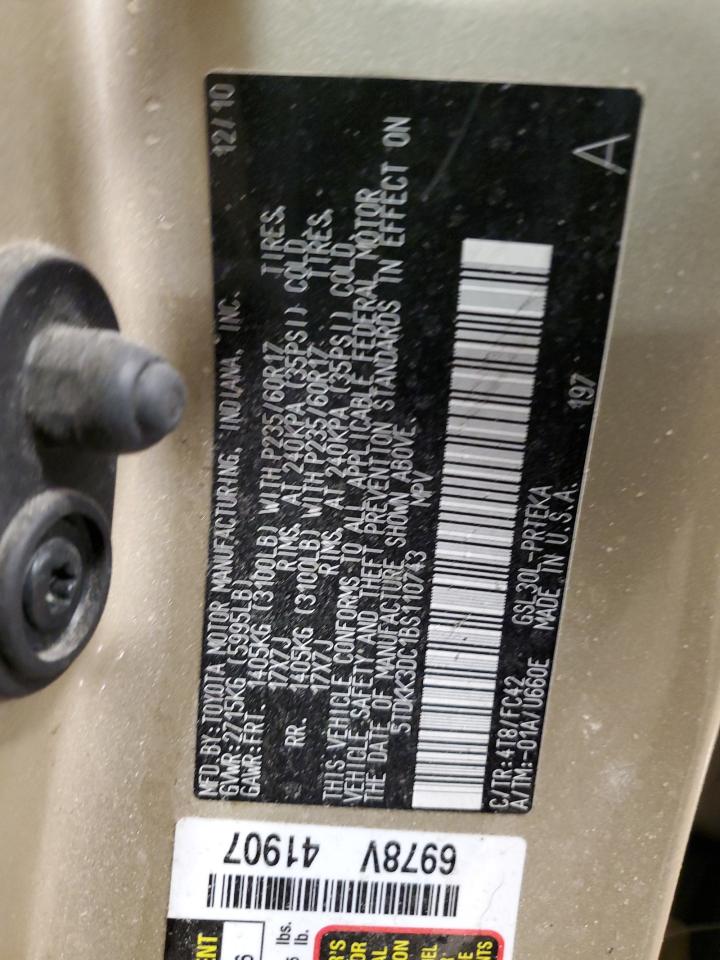 MFD. BY: TOYOTA MOTOR MANUFACTURING, INDIANA, INC. 12/10
GVWR: 2715KG (5995LB)
GAWR: FRT. 1405KG (3100LB) WITH P235/60R17 TIRES,
17X7J RIMS, AT 240KPA (35PSI) COLD
RR. 1405KG (3100LB) WITH P235/60R17 TIRES,
17X7J RIMS, AT 240KPA (35PSI) COLD,
THIS VEHICLE CONFORMS TO ALL APPLICABLE FEDERAL MOTOR
VEHICLE SAFETY AND THEFT PREVENTION STANDARDS IN EFFECT ON
THE DATE OF MANUFACTURE SHOWN ABOVE.
5TDKK3DC1BS110743 MPV
197 A
C/TR: 4T8/FC42 GSL30L-PRTEKA
A/TM: -01A/U660E MADE IN U.S.A.
6978V 41907
lbs.
lb.